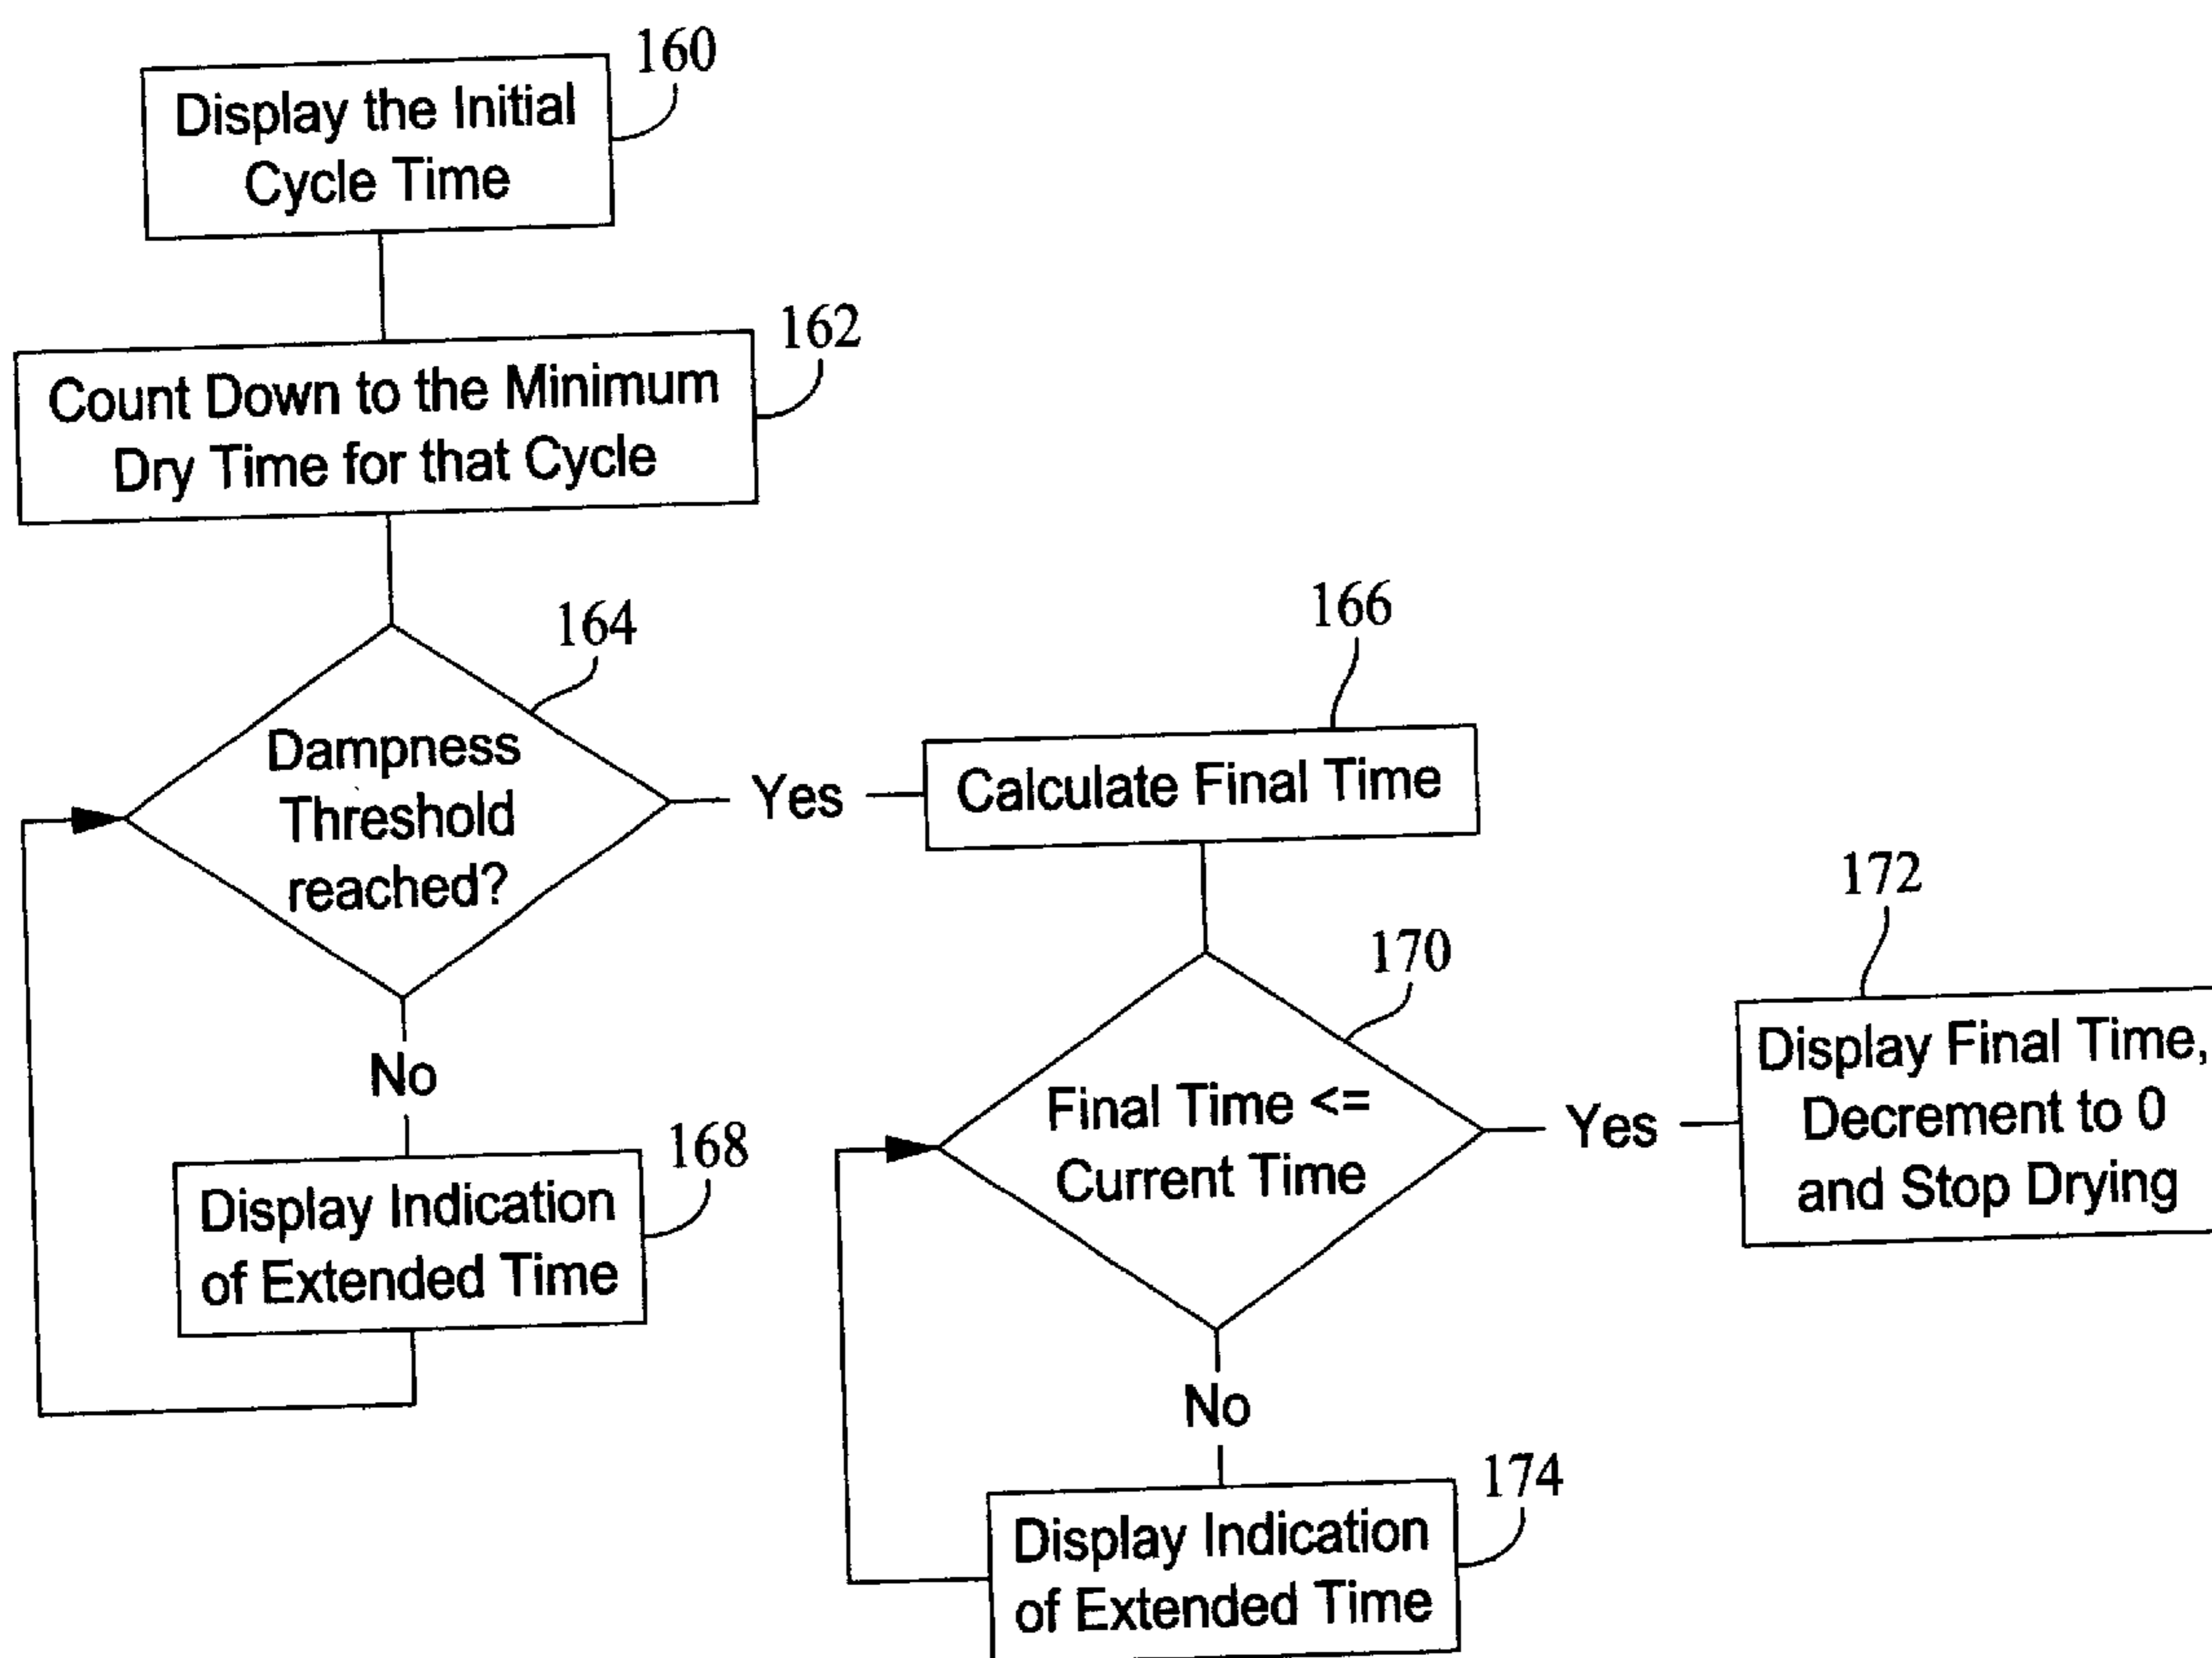 160
Display the Initial
Cycle Time
162
Count Down to the Minimum
Dry Time for that Cycle
164
Dampness
Threshold
reached?
Yes
166
Calculate Final Time
No
168
Display Indication
of Extended Time
170
Final Time <=
Current Time
Yes
172
Display Final Time,
Decrement to 0
and Stop Drying
No
174
Display Indication
of Extended Time